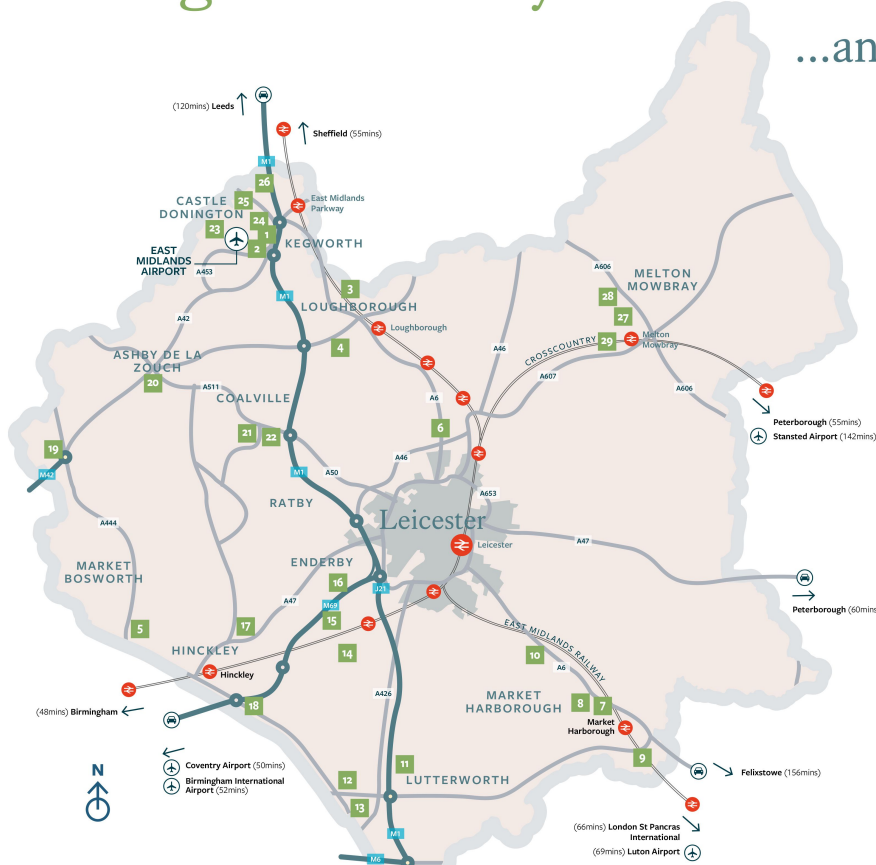 ...an
(120mins) Leeds
Sheffield (55mins)
M1
26
25
CASTLE
DONINGTON
24
23
1
2
East Midlands
Parkway
KEGWORTH
EAST
MIDLANDS
AIRPORT
A453
M1
3
LOUGHBOROUGH
Loughborough
A42
4
A606
MELTON
MOWBRAY
28
27
29
Melton
Mowbray
CROSSCOUNTRY
A46
A607
A606
ASHBY DE LA
ZOUCH
20
A511
COALVILLE
A6
6
21
22
Peterborough (55mins)
Stansted Airport (142mins)
19
M42
M1
A50
A46
A653
RATBY
Leicester
Leicester
A444
A47
MARKET
BOSWORTH
ENDERBY
16
J21
A47
M69
15
Peterborough (60mins
5
17
14
EAST MIDLANDS RAILWAY
10
A6
HINCKLEY
Hinckley
A426
MARKET
HARBOROUGH
8
7
Market
Harborough
(48mins) Birmingham
18
9
Coventry Airport (50mins)
Birmingham International
Airport (52mins)
N
11
12
LUTTERWORTH
13
Felixstowe (156mins)
(66mins) London St Pancras
International
(69mins) Luton Airport
M1
M6